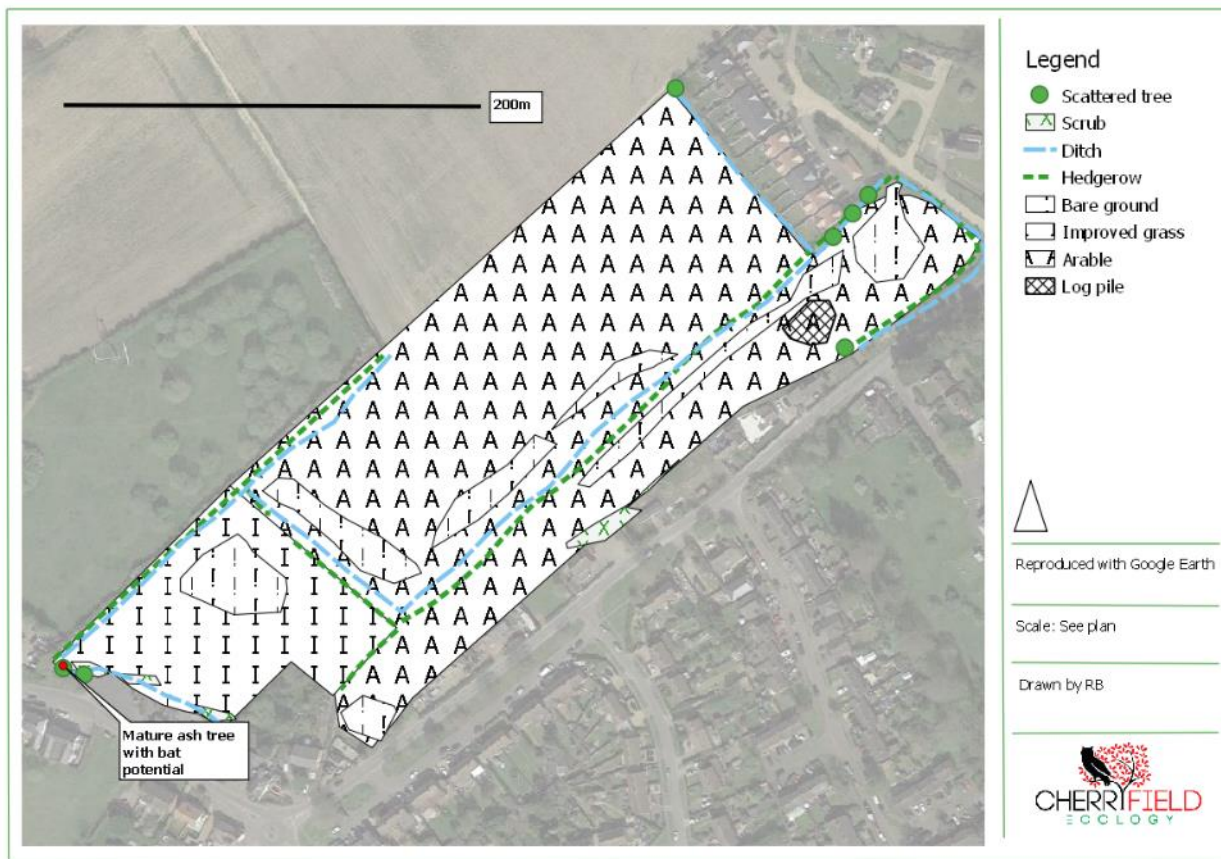 200m
Mature ash tree
with bat
potential
Legend
Scattered tree
Scrub
Ditch
Hedgerow
Bare ground
Improved grass
Arable
Log pile
Reproduced with Google Earth
Scale: See plan
Drawn by RB
CHERRYFIELD
ECOLOGY